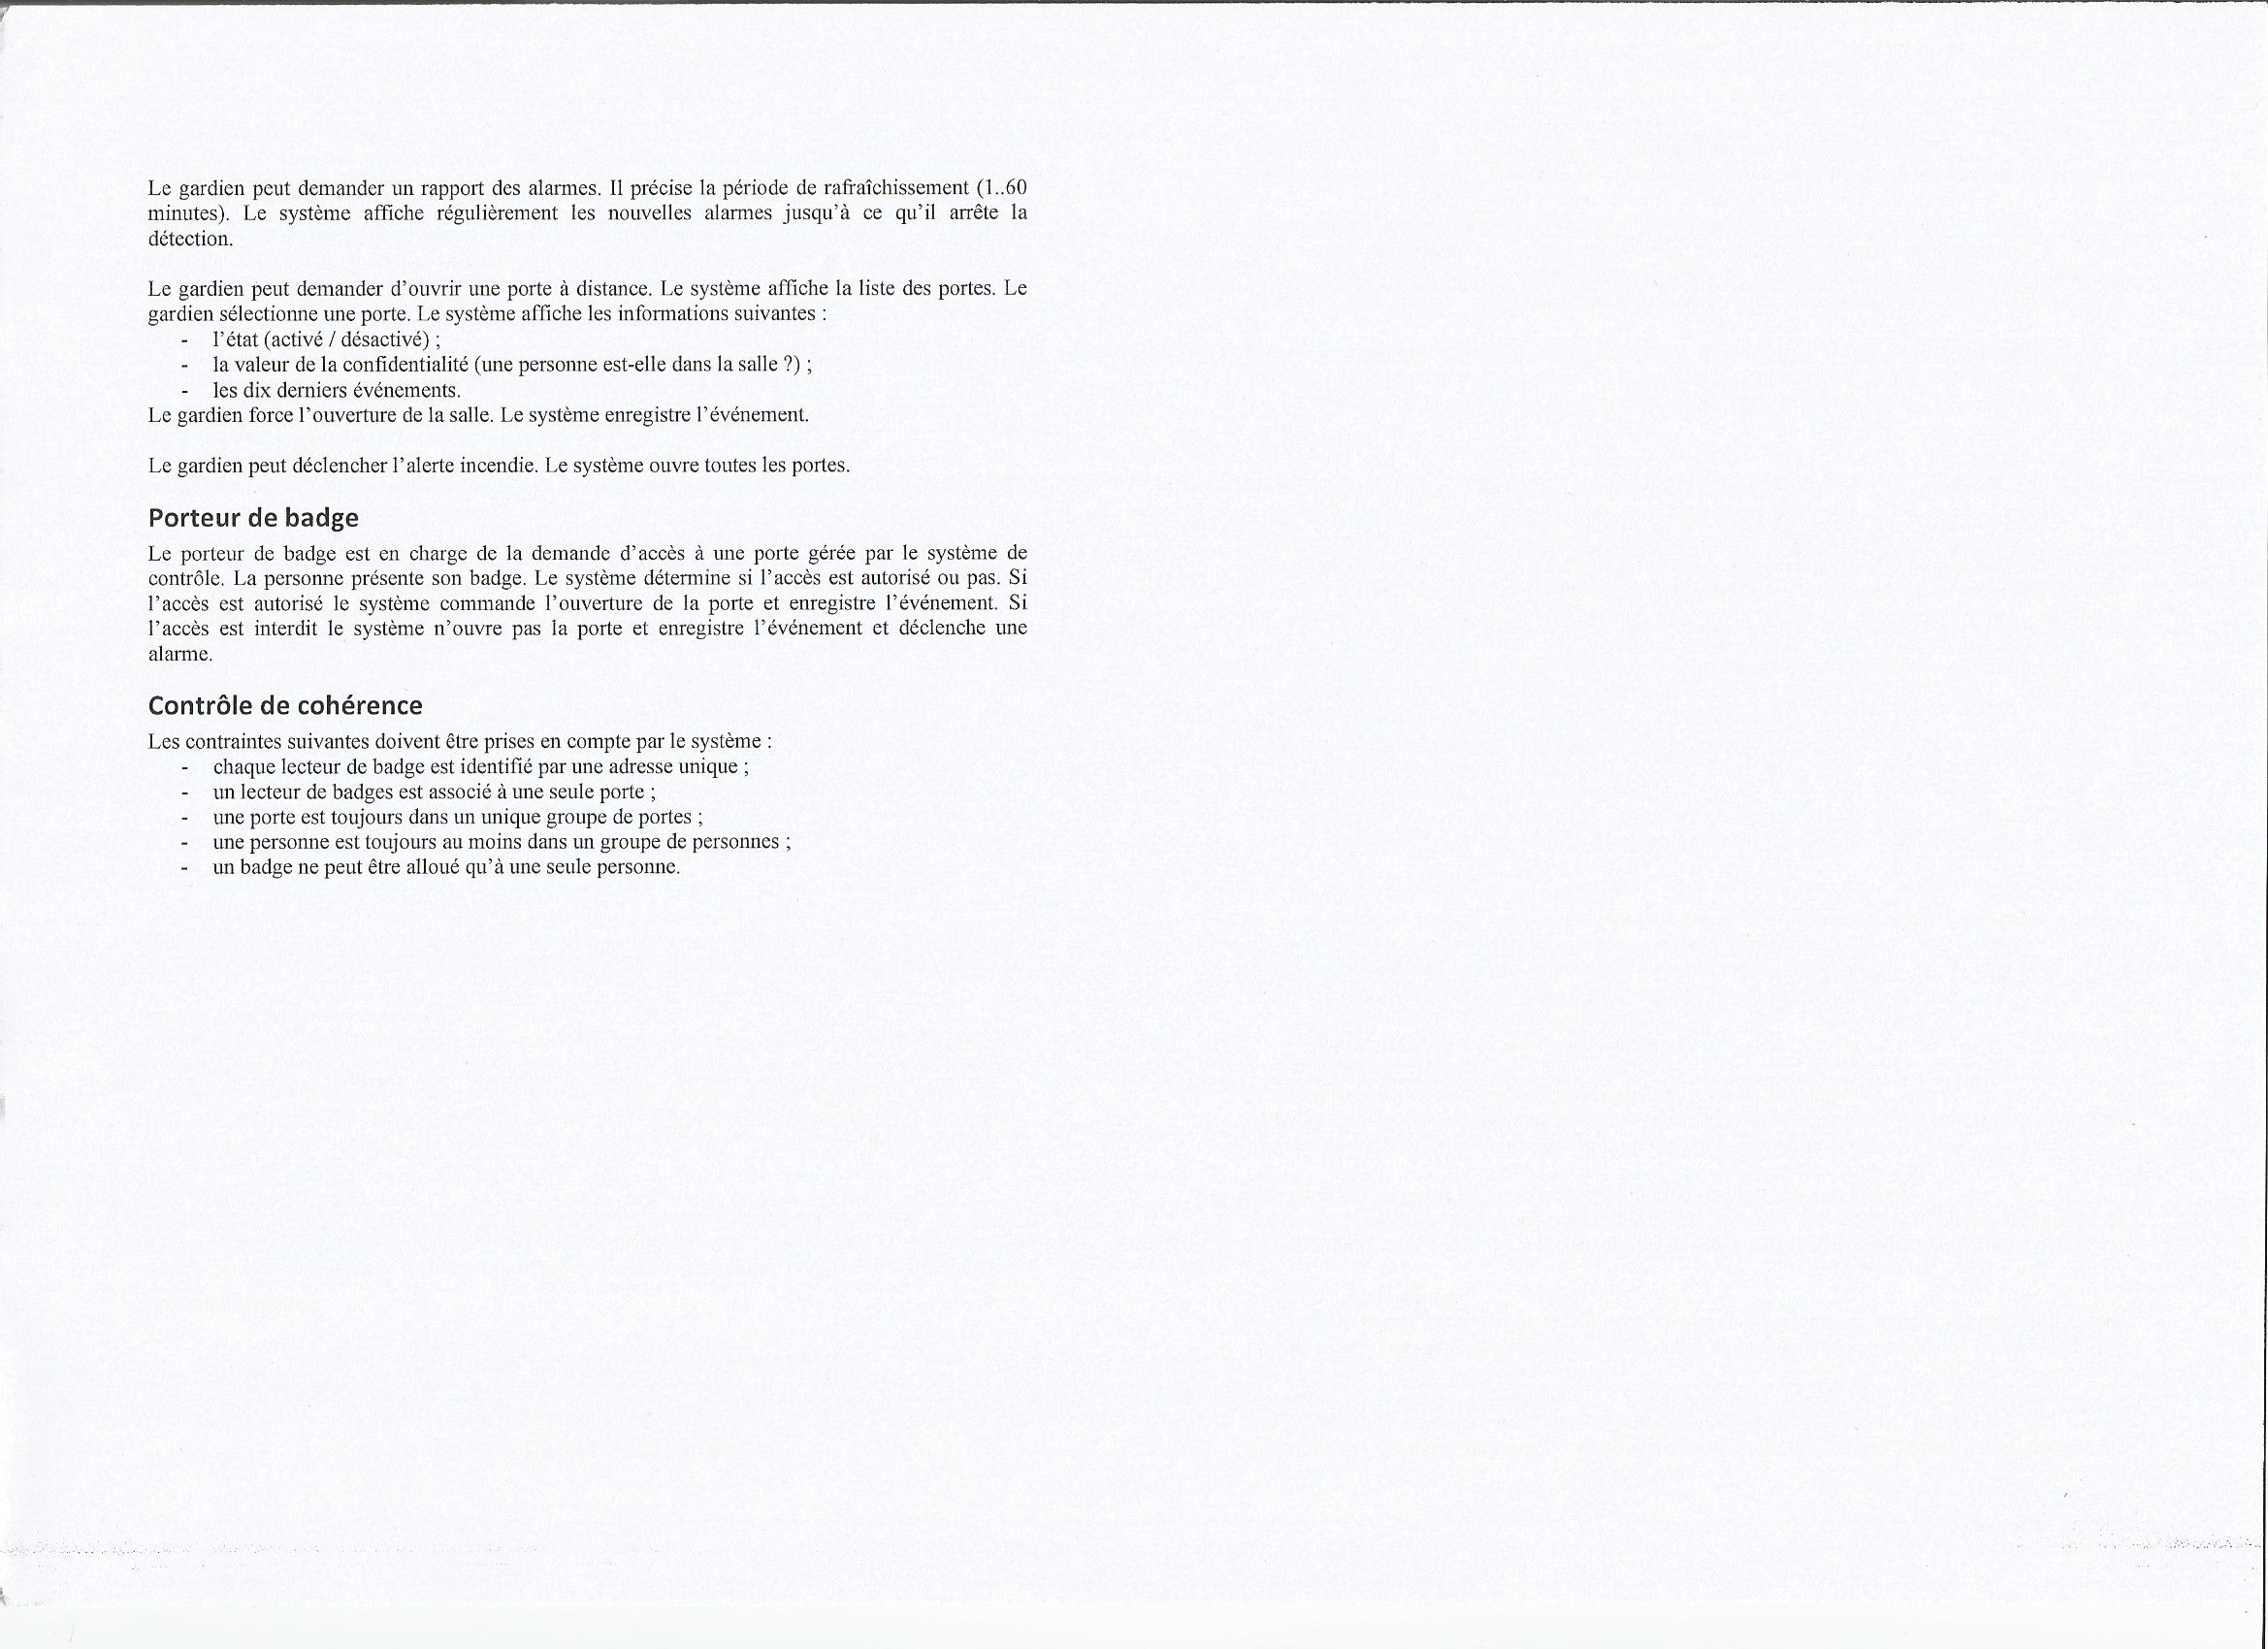 Le gardien peut demander un rapport des alarmes. Il précise la période de rafraîchissement (1..60
minutes). Le système affiche régulièrement les nouvelles alarmes jusqu'à ce qu'il arrête la
détection.
Le gardien peut demander d'ouvrir une porte à distance. Le système affiche la liste des portes. Le
gardien sélectionne une porte. Le système affiche les informations suivantes :
- l'état (activé / désactivé) ;
- la valeur de la confidentialité (une personne est-elle dans la salle ?) ;
- les dix derniers événements.
Le gardien force l'ouverture de la salle. Le système enregistre l'événement.
Le gardien peut déclencher l'alerte incendie. Le système ouvre toutes les portes.
Porteur de badge
Le porteur de badge est en charge de la demande d'accès à une porte gérée par le système de
contrôle. La personne présente son badge. Le système détermine si l'accès est autorisé ou pas. Si
l'accès est autorisé le système commande l'ouverture de la porte et enregistre l'événement. Si
l'accès est interdit le système n'ouvre pas la porte et enregistre l'événement et déclenche une
alarme.
Contrôle de cohérence
Les contraintes suivantes doivent être prises en compte par le système :
- chaque lecteur de badge est identifié par une adresse unique ;
- un lecteur de badges est associé à une seule porte ;
- une porte est toujours dans un unique groupe de portes ;
- une personne est toujours au moins dans un groupe de personnes ;
- un badge ne peut être alloué qu'à une seule personne.